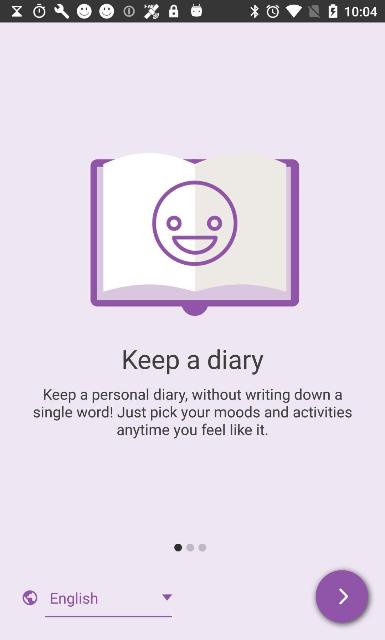 10:04
Keep a diary
Keep a personal diary, without writing down a
single word! Just pick your moods and activities
anytime you feel like it.
English